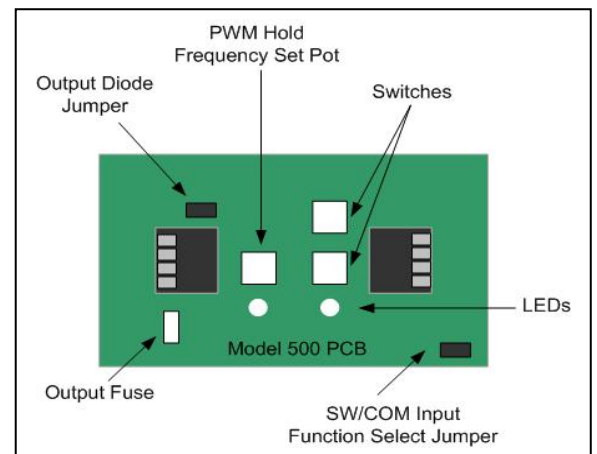 PWM Hold
Frequency Set Pot
Output Diode
Jumper
Switches
LEDs
Model 500 PCB
Output Fuse
SW/COM Input
Function Select Jumper